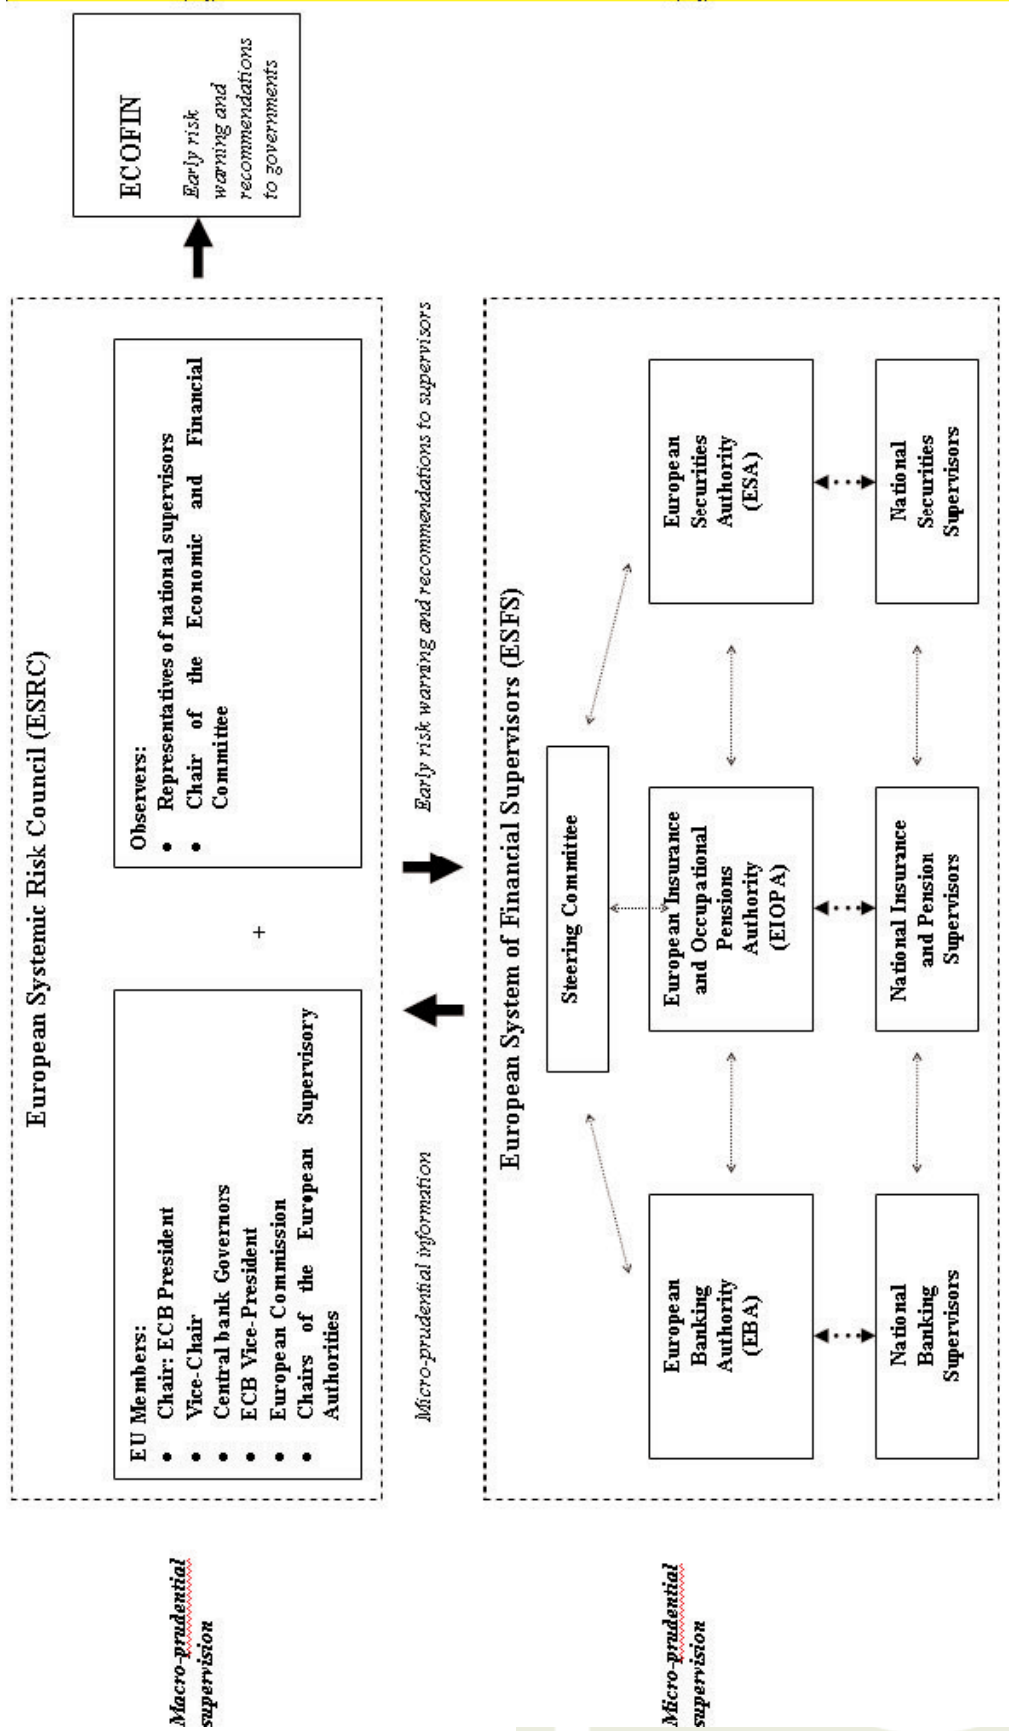 European Systemic Risk Council (ESRC)
Macro-prudential
supervision
EU Members:
● Chair: ECB President
● Vice-Chair
● Central bank Governors
● ECB Vice-President
● European Commission
● Chairs of the European Supervisory
Authorities
+
Observers:
● Representatives of national supervisors
● Chair of the Economic and Financial
Committee
ECOFIN
Early risk
warning and
recommendations
to governments
Micro-prudential information
Early risk warning and recommendations to supervisors
European System of Financial Supervisors (ESFS)
Micro-prudential
supervision
Steering Committee
European
Banking
Authority
(EBA)
European Insurance
and Occupational
Pensions
Authority
(EIOPA)
European
Securities
Authority
(ESA)
National
Banking
Supervisors
National Insurance
and Pension
Supervisors
National
Securities
Supervisors